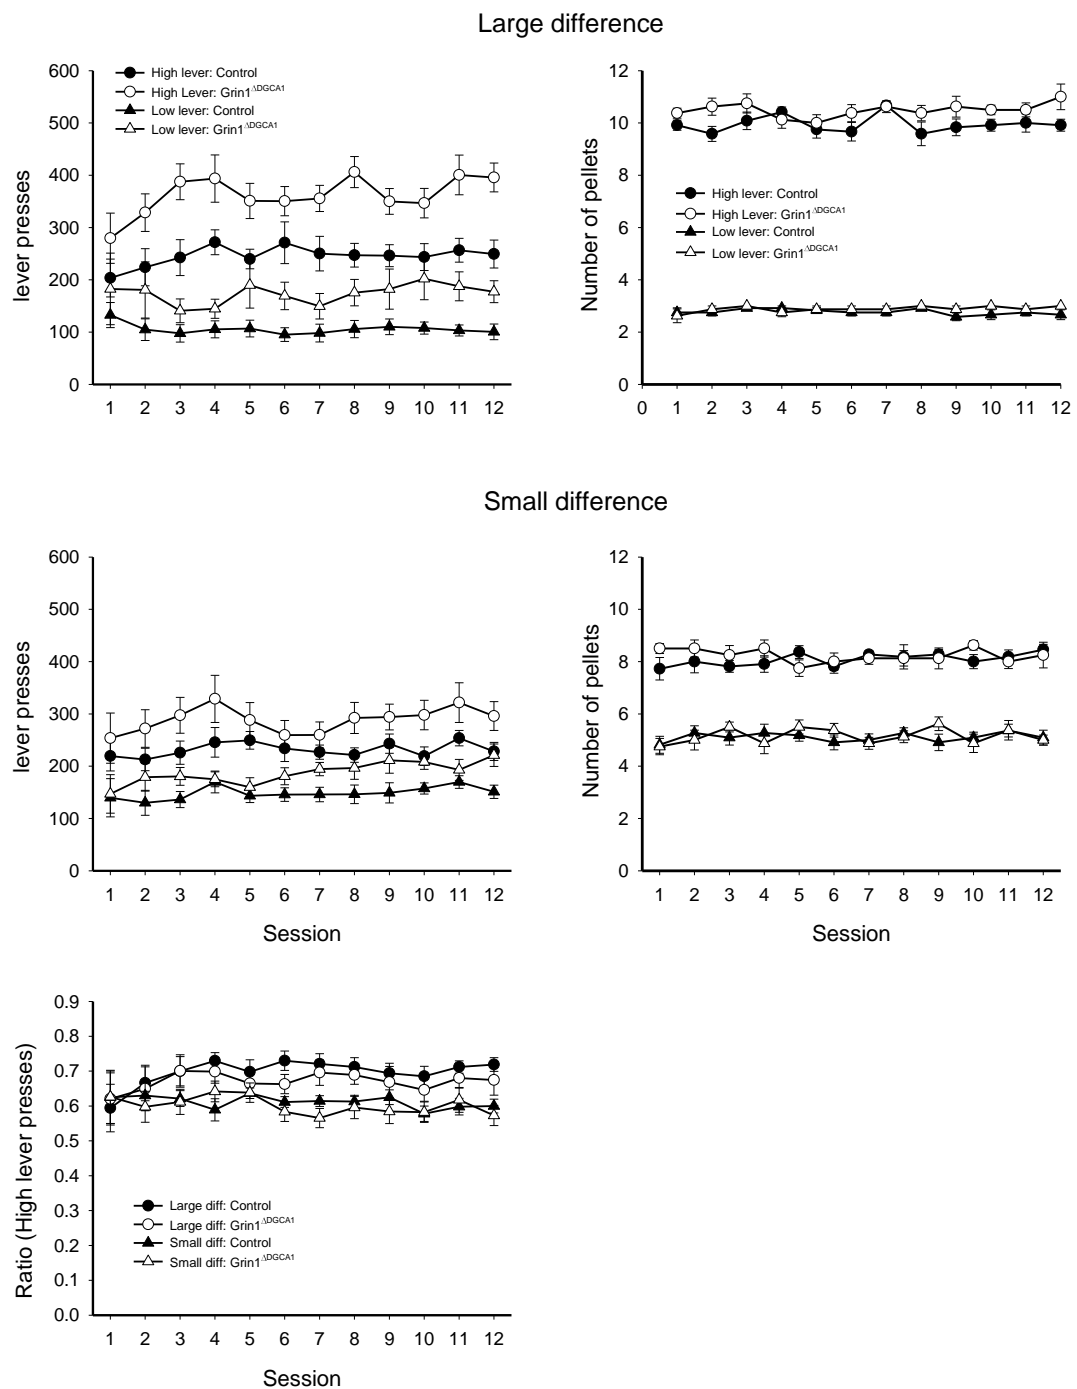 Large difference
600
500
400
300
200
100
0
lever presses
High lever: Control
High Lever: Grin1ΔDGCA1
Low lever: Control
Low lever: Grin1ΔDGCA1
1 2 3 4 5 6 7 8 9 10 11 12
12
10
8
6
4
2
0
Number of pellets
High lever: Control
High Lever: Grin1ΔDGCA1
Low lever: Control
Low lever: Grin1ΔDGCA1
0 1 2 3 4 5 6 7 8 9 10 11 12
Small difference
600
500
400
300
200
100
0
lever presses
1 2 3 4 5 6 7 8 9 10 11 12
Session
12
10
8
6
4
2
0
Number of pellets
1 2 3 4 5 6 7 8 9 10 11 12
Session
0.9
0.8
0.7
0.6
0.5
0.4
0.3
0.2
0.1
0.0
Ratio (High lever presses)
Large diff: Control
Large diff: Grin1ΔDGCA1
Small diff: Control
Small diff: Grin1ΔDGCA1
1 2 3 4 5 6 7 8 9 10 11 12
Session